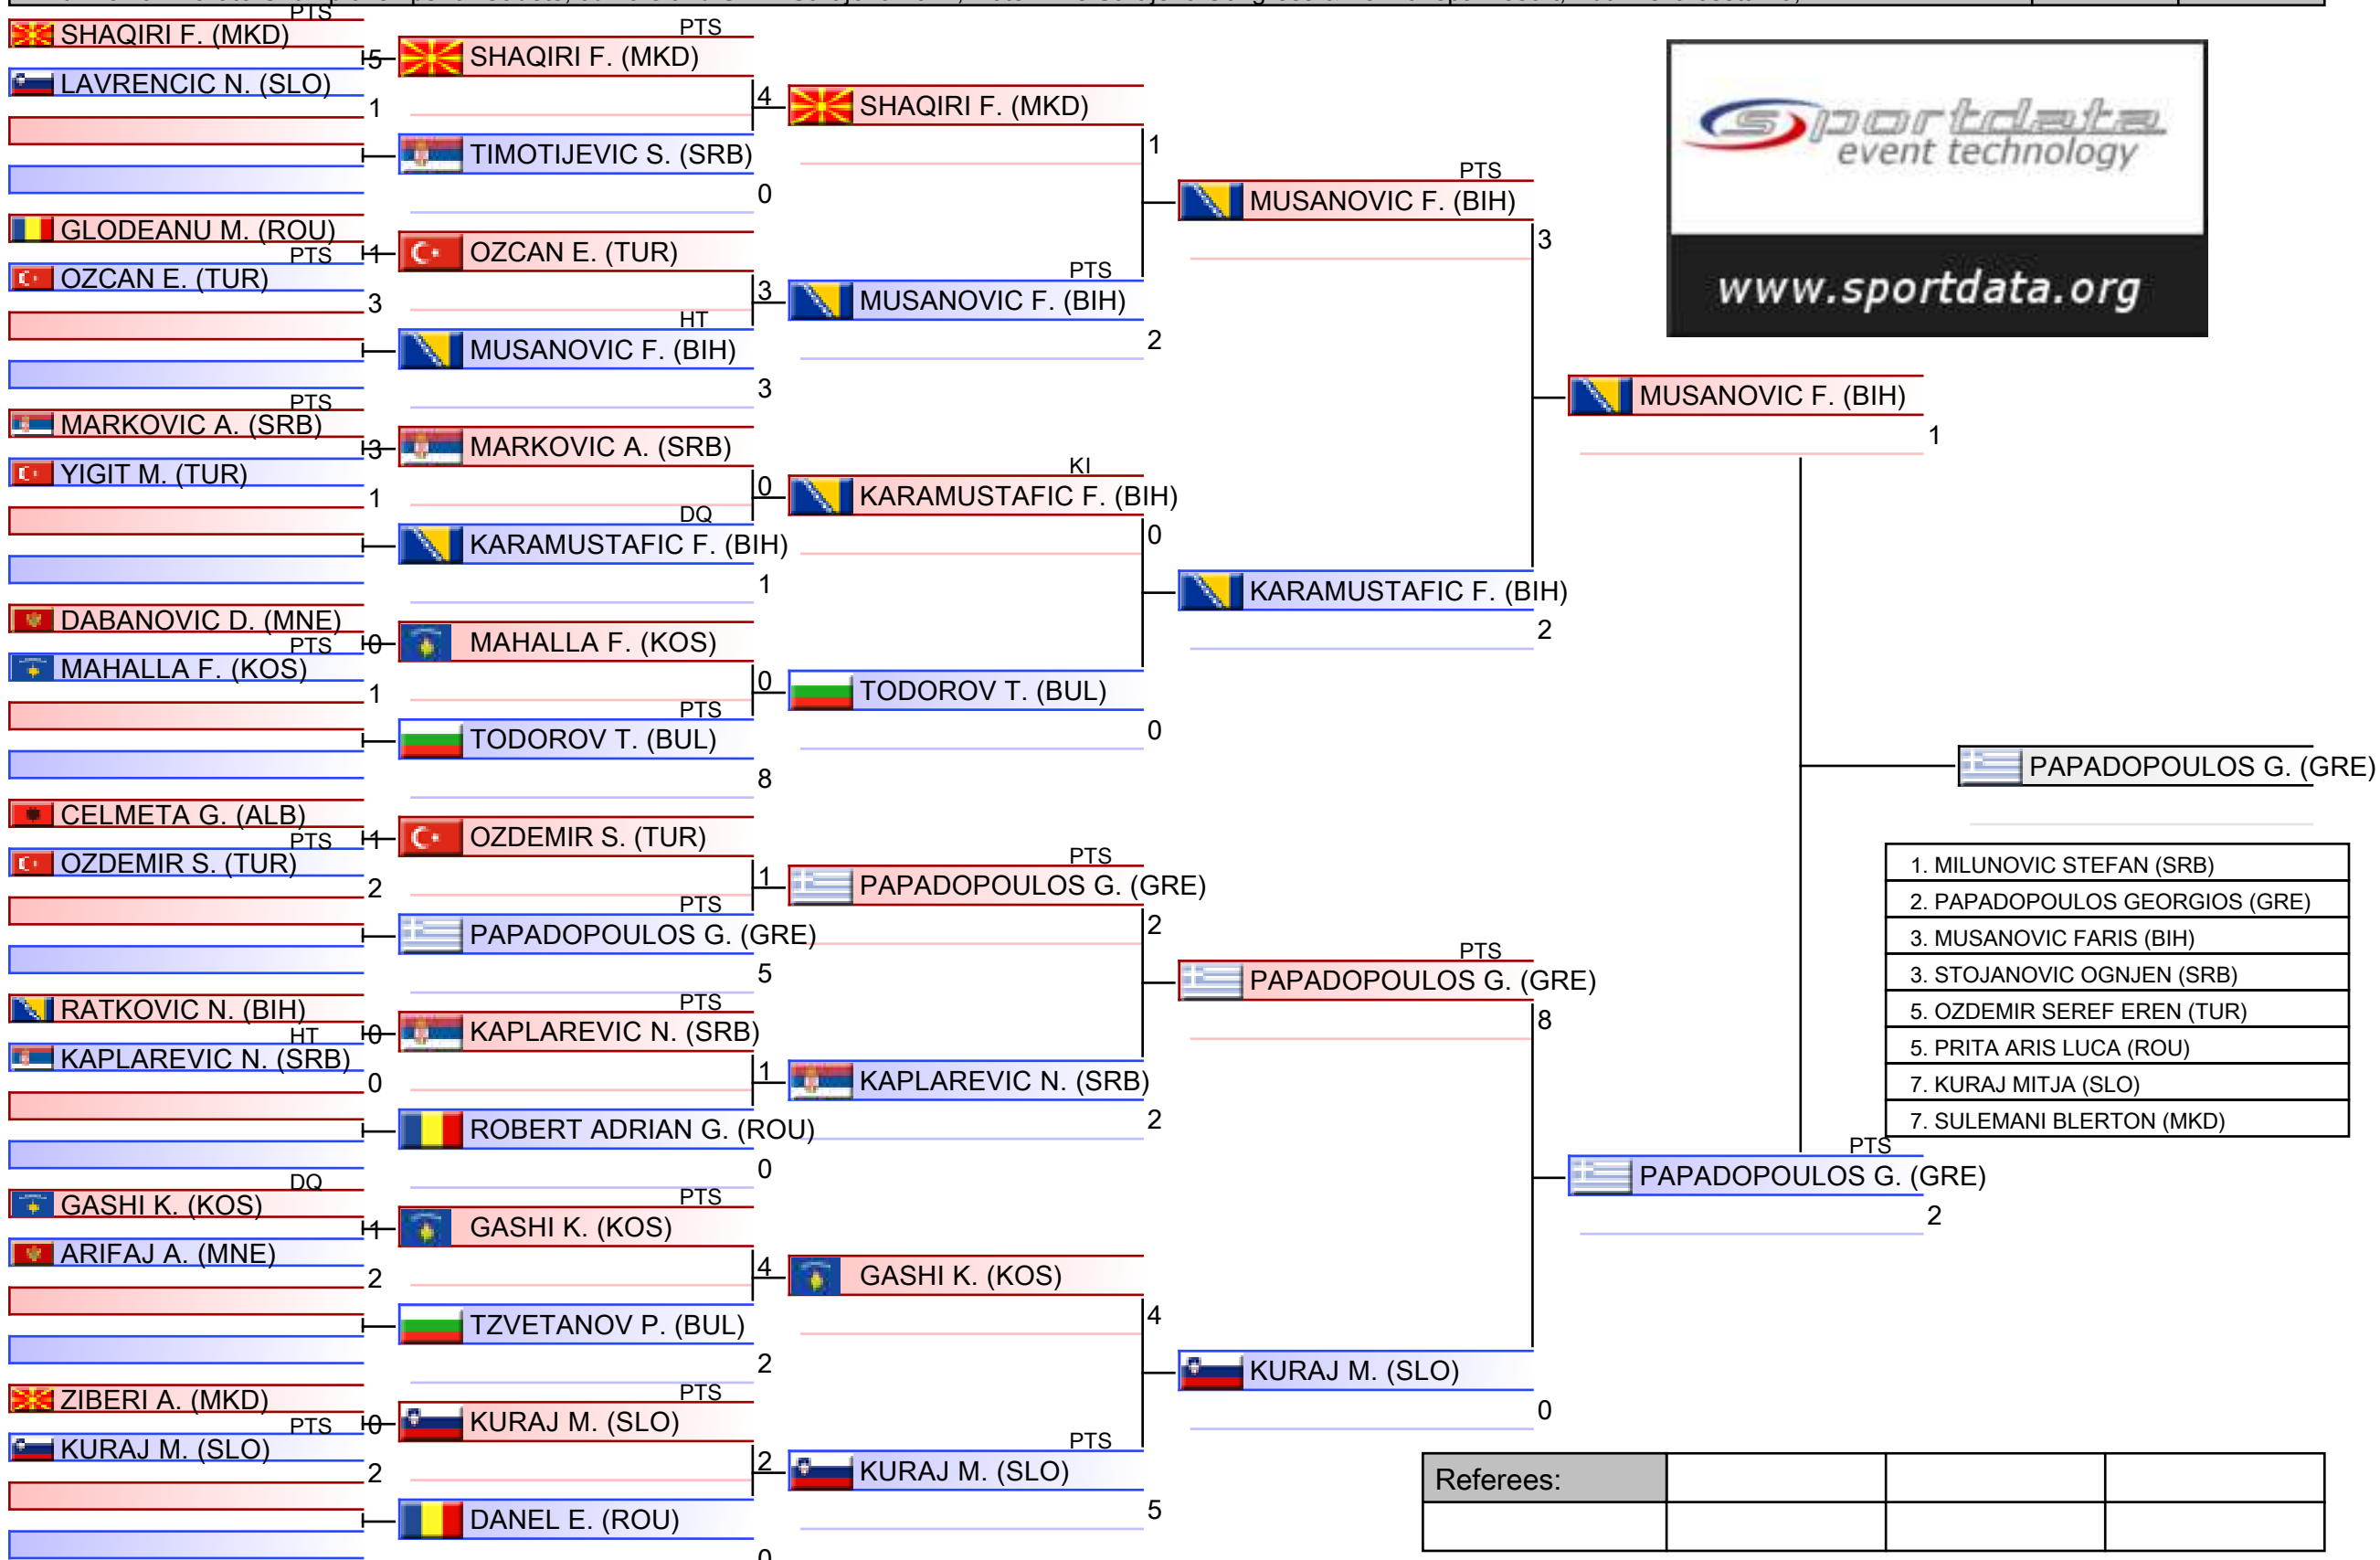 PTS
SHAQIRI F. (MKD)
5
LAVRENCIC N. (SLO)
1
GLODEANU M. (ROU)
1
PTS
OZCAN E. (TUR)
3
PTS
MARKOVIC A. (SRB)
3
YIGIT M. (TUR)
1
DABANOVIC D. (MNE)
0
PTS
MAHALLA F. (KOS)
1
CELMETA G. (ALB)
1
PTS
OZDEMIR S. (TUR)
2
RATKOVIC N. (BIH)
0
HT
KAPLAREVIC N. (SRB)
0
DQ
GASHI K. (KOS)
1
ARIFAJ A. (MNE)
2
ZIBERI A. (MKD)
0
PTS
KURAJ M. (SLO)
2
PTS
SHAQIRI F. (MKD)
4
TIMOTIJEVIC S. (SRB)
0
OZCAN E. (TUR)
3
HT
MUSANOVIC F. (BIH)
3
MARKOVIC A. (SRB)
0
DQ
KARAMUSTAFIC F. (BIH)
1
MAHALLA F. (KOS)
0
PTS
TODOROV T. (BUL)
8
OZDEMIR S. (TUR)
1
PTS
PAPADOPOULOS G. (GRE)
5
PTS
KAPLAREVIC N. (SRB)
1
ROBERT ADRIAN G. (ROU)
0
PTS
GASHI K. (KOS)
4
TZVETANOV P. (BUL)
2
PTS
KURAJ M. (SLO)
2
DANEL E. (ROU)
0
SHAQIRI F. (MKD)
1
PTS
MUSANOVIC F. (BIH)
2
KI
KARAMUSTAFIC F. (BIH)
0
TODOROV T. (BUL)
0
PTS
PAPADOPOULOS G. (GRE)
2
KAPLAREVIC N. (SRB)
2
GASHI K. (KOS)
4
PTS
KURAJ M. (SLO)
5
PTS
MUSANOVIC F. (BIH)
3
KARAMUSTAFIC F. (BIH)
2
PTS
PAPADOPOULOS G. (GRE)
8
KURAJ M. (SLO)
0
sportdata
event technology
www.sportdata.org
MUSANOVIC F. (BIH)
1
PTS
PAPADOPOULOS G. (GRE)
2
PAPADOPOULOS G. (GRE)
1. MILUNOVIC STEFAN (SRB)
2. PAPADOPOULOS GEORGIOS (GRE)
3. MUSANOVIC FARIS (BIH)
3. STOJANOVIC OGNJEN (SRB)
5. OZDEMIR SEREF EREN (TUR)
5. PRITA ARIS LUCA (ROU)
7. KURAJ MITJA (SLO)
7. SULEMANI BLERTON (MKD)
Referees: